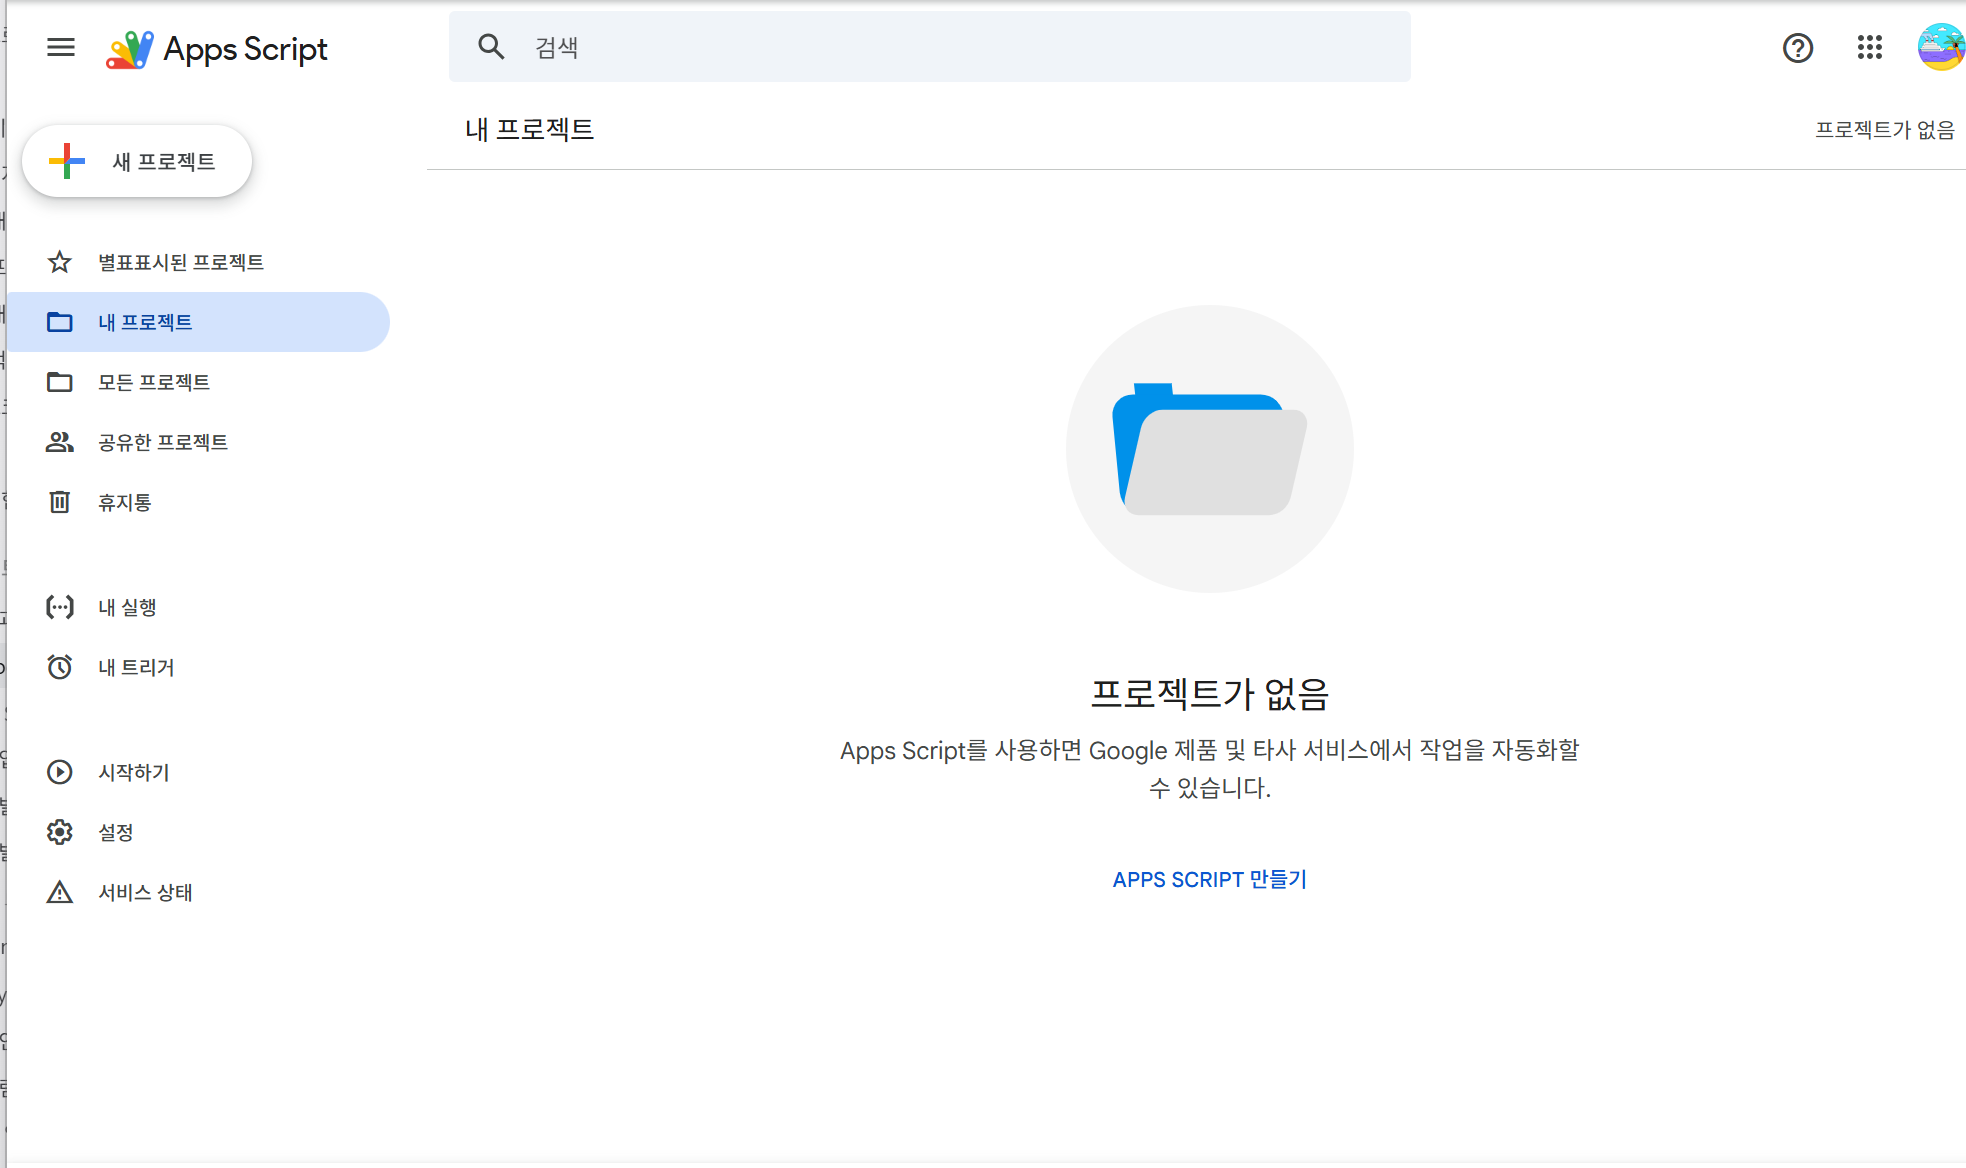 Apps Script
검색
내 프로젝트
프로젝트가 없음
새 프로젝트
별표표시된 프로젝트
내 프로젝트
모든 프로젝트
공유한 프로젝트
휴지통
내 실행
내 트리거
시작하기
설정
서비스 상태
프로젝트가 없음
Apps Script를 사용하면 Google 제품 및 타사 서비스에서 작업을 자동화할
수 있습니다.
APPS SCRIPT 만들기